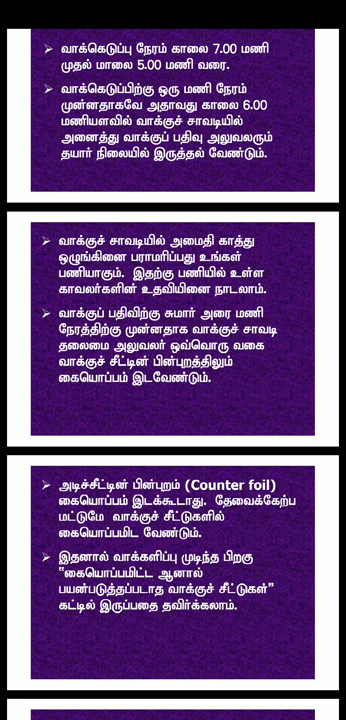 ➢ வாக்கெடுப்பு நேரம் காலை 7.00 மணி
முதல் மாலை 5.00 மணி வரை.
➢ வாக்கெடுப்பிற்கு ஒரு மணி நேரம்
முன்னதாகவே அதாவது காலை 6.00
மணியளவில் வாக்குச் சாவடியில்
அனைத்து வாக்குப் பதிவு அலுவலரும்
தயார் நிலையில் இருத்தல் வேண்டும்.
➢ வாக்குச் சாவடியில் அமைதி காத்து
ஒழுங்கினை பராமரிப்பது உங்கள்
பணியாகும். இதற்கு பணியில் உள்ள
காவலர்களின் உதவியினை நாடலாம்.
➢ வாக்குப் பதிவிற்கு சுமார் அரை மணி
நேரத்திற்கு முன்னதாக வாக்குச் சாவடி
தலைமை அலுவலர் ஒவ்வொரு வகை
வாக்குச் சீட்டின் பின்புறத்திலும்
கையொப்பம் இடவேண்டும்.
➢ அடிச்சீட்டின் பின்புறம் (Counter foil)
கையொப்பம் இடக்கூடாது. தேவைக்கேற்ப
மட்டுமே வாக்குச் சீட்டுகளில்
கையொப்பமிட வேண்டும்.
➢ இதனால் வாக்களிப்பு முடிந்த பிறகு
“கையொப்பமிட்ட ஆனால்
பயன்படுத்தப்படாத வாக்குச் சீட்டுகள்”
கட்டில் இருப்பதை தவிர்க்கலாம்.